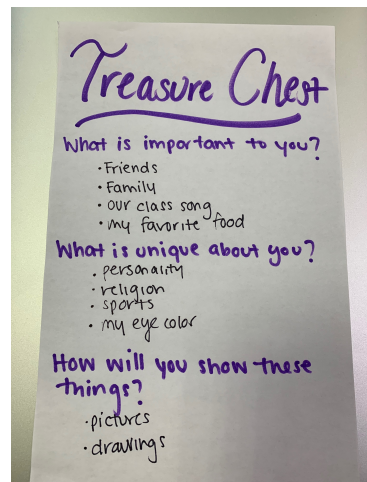 Treasure Chest
What is important to you?
• Friends
• Family
• our class song
• my favorite food
What is unique about you?
• personality
• religion
• sports
• my eye color
How will you show these
things?
• pictures
• drawings